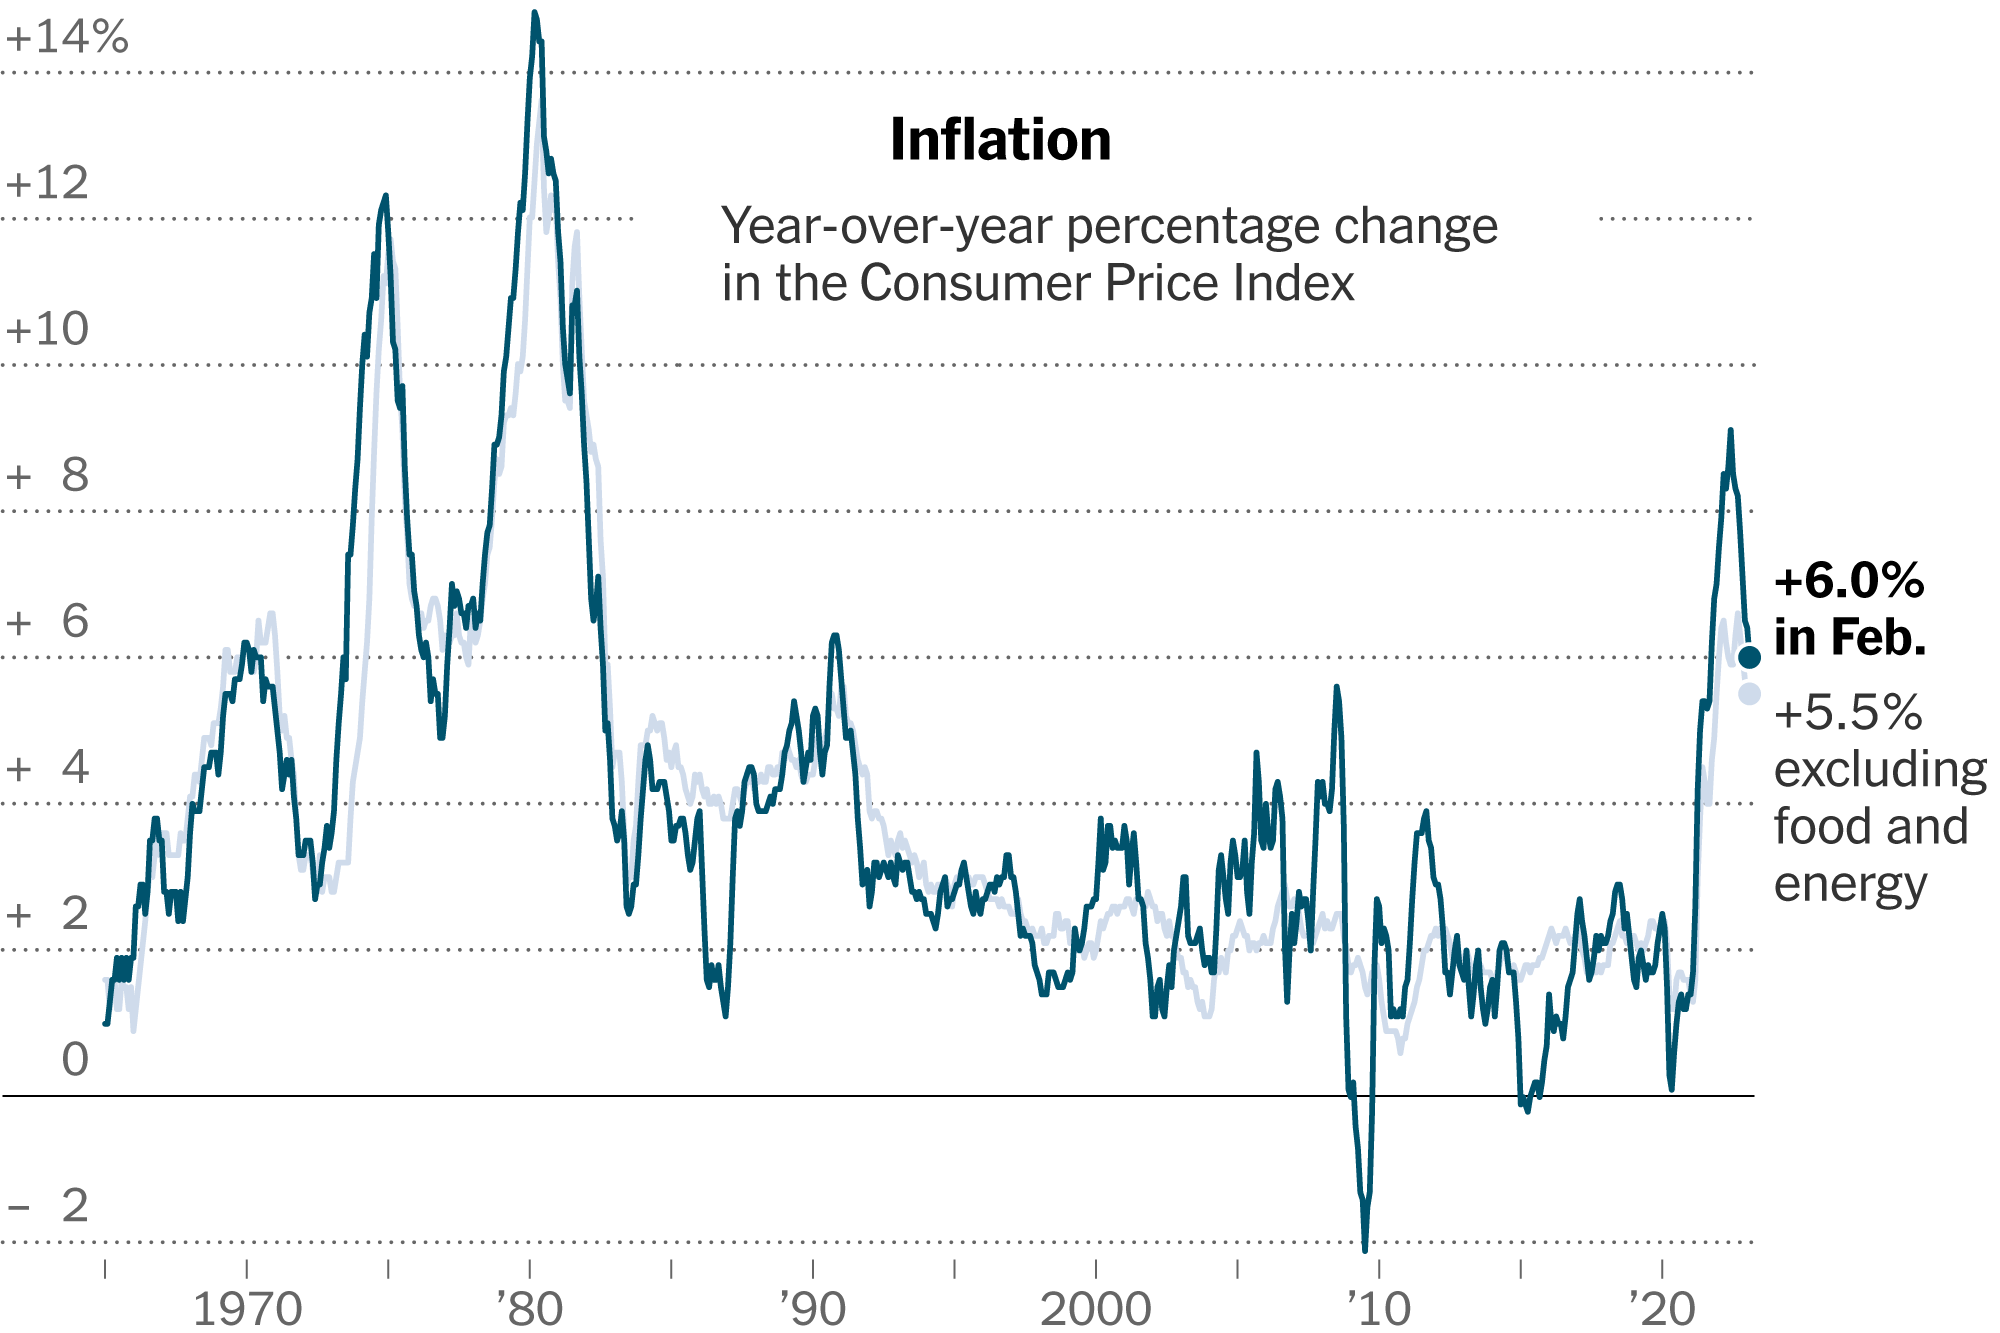 +14%
Inflation
+12
Year-over-year percentage change
in the Consumer Price Index
+10
+ 8
+6.0%
in Feb.
+ 6
+5.5%
excluding
food and
energy
+ 4
+ 2
0
– 2
1970 ’80 ’90 2000 ’10 ’20